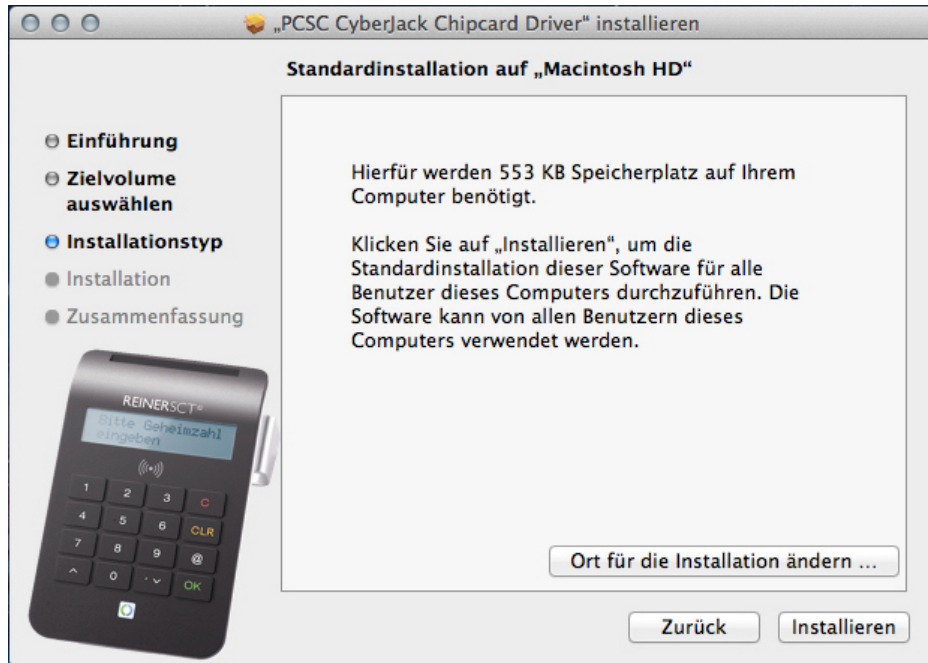 „PCSC CyberJack Chipcard Driver“ installieren
Standardinstallation auf „Macintosh HD“
Einführung
Zielvolume
auswählen
Installationstyp
Installation
Zusammenfassung
Hierfür werden 553 KB Speicherplatz auf Ihrem
Computer benötigt.
Klicken Sie auf „Installieren“, um die
Standardinstallation dieser Software für alle
Benutzer dieses Computers durchzuführen. Die
Software kann von allen Benutzern dieses
Computers verwendet werden.
REINERSCT®
Bitte Geheimzahl
eingeben
1 2 3 C
4 5 6 CLR
7 8 9 @
^ 0 OK
Ort für die Installation ändern ...
Zurück Installieren